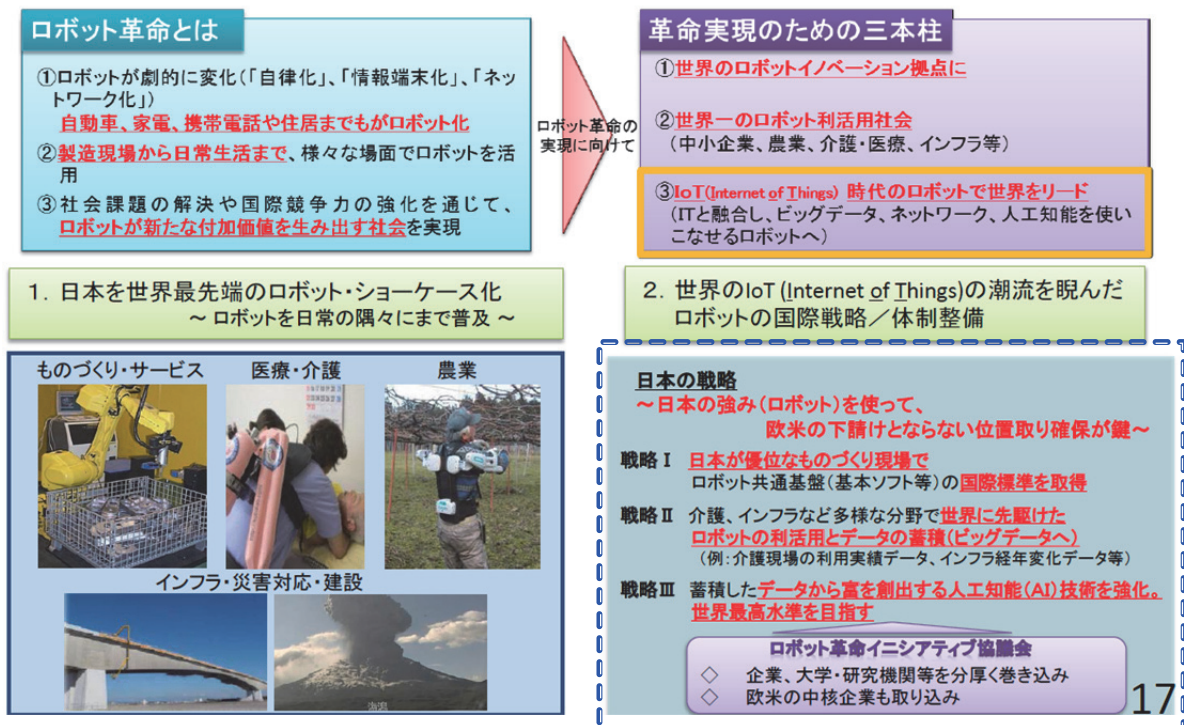 ロボット革命とは
①ロボットが劇的に変化(「自律化」、「情報端末化」、「ネッ
トワーク化」)
自動車、家電、携帯電話や住居までもがロボット化
②製造現場から日常生活まで、様々な場面でロボットを活
用
③社会課題の解決や国際競争力の強化を通じて、
ロボットが新たな付加価値を生み出す社会を実現
ロボット革命の
実現に向けて
革命実現のための三本柱
①世界のロボットイノベーション拠点に
②世界一のロボット利活用社会
(中小企業、農業、介護・医療、インフラ等)
③IoT(Internet of Things) 時代のロボットで世界をリード
(ITと融合し、ビッグデータ、ネットワーク、人工知能を使い
こなせるロボットへ)
1.日本を世界最先端のロボット・ショーケース化
~ ロボットを日常の隅々にまで普及 ~
2.世界のIoT (Internet of Things)の潮流を睨んだ
ロボットの国際戦略/体制整備
ものづくり・サービス
医療・介護
農業
インフラ・災害対応・建設
日本の戦略
~日本の強み(ロボット)を使って、
欧米の下請けとならない位置取り確保が鍵~
戦略Ⅰ 日本が優位なものづくり現場で
ロボット共通基盤(基本ソフト等)の国際標準を取得
戦略Ⅱ 介護、インフラなど多様な分野で世界に先駆けた
ロボットの利活用とデータの蓄積(ビッグデータへ)
(例:介護現場の利用実績データ、インフラ経年変化データ等)
戦略Ⅲ 蓄積したデータから富を創出する人工知能(AI)技術を強化。
世界最高水準を目指す
ロボット革命イニシアティブ協議会
◇ 企業、大学・研究機関等を分厚く巻き込み
◇ 欧米の中核企業も取り込み
17